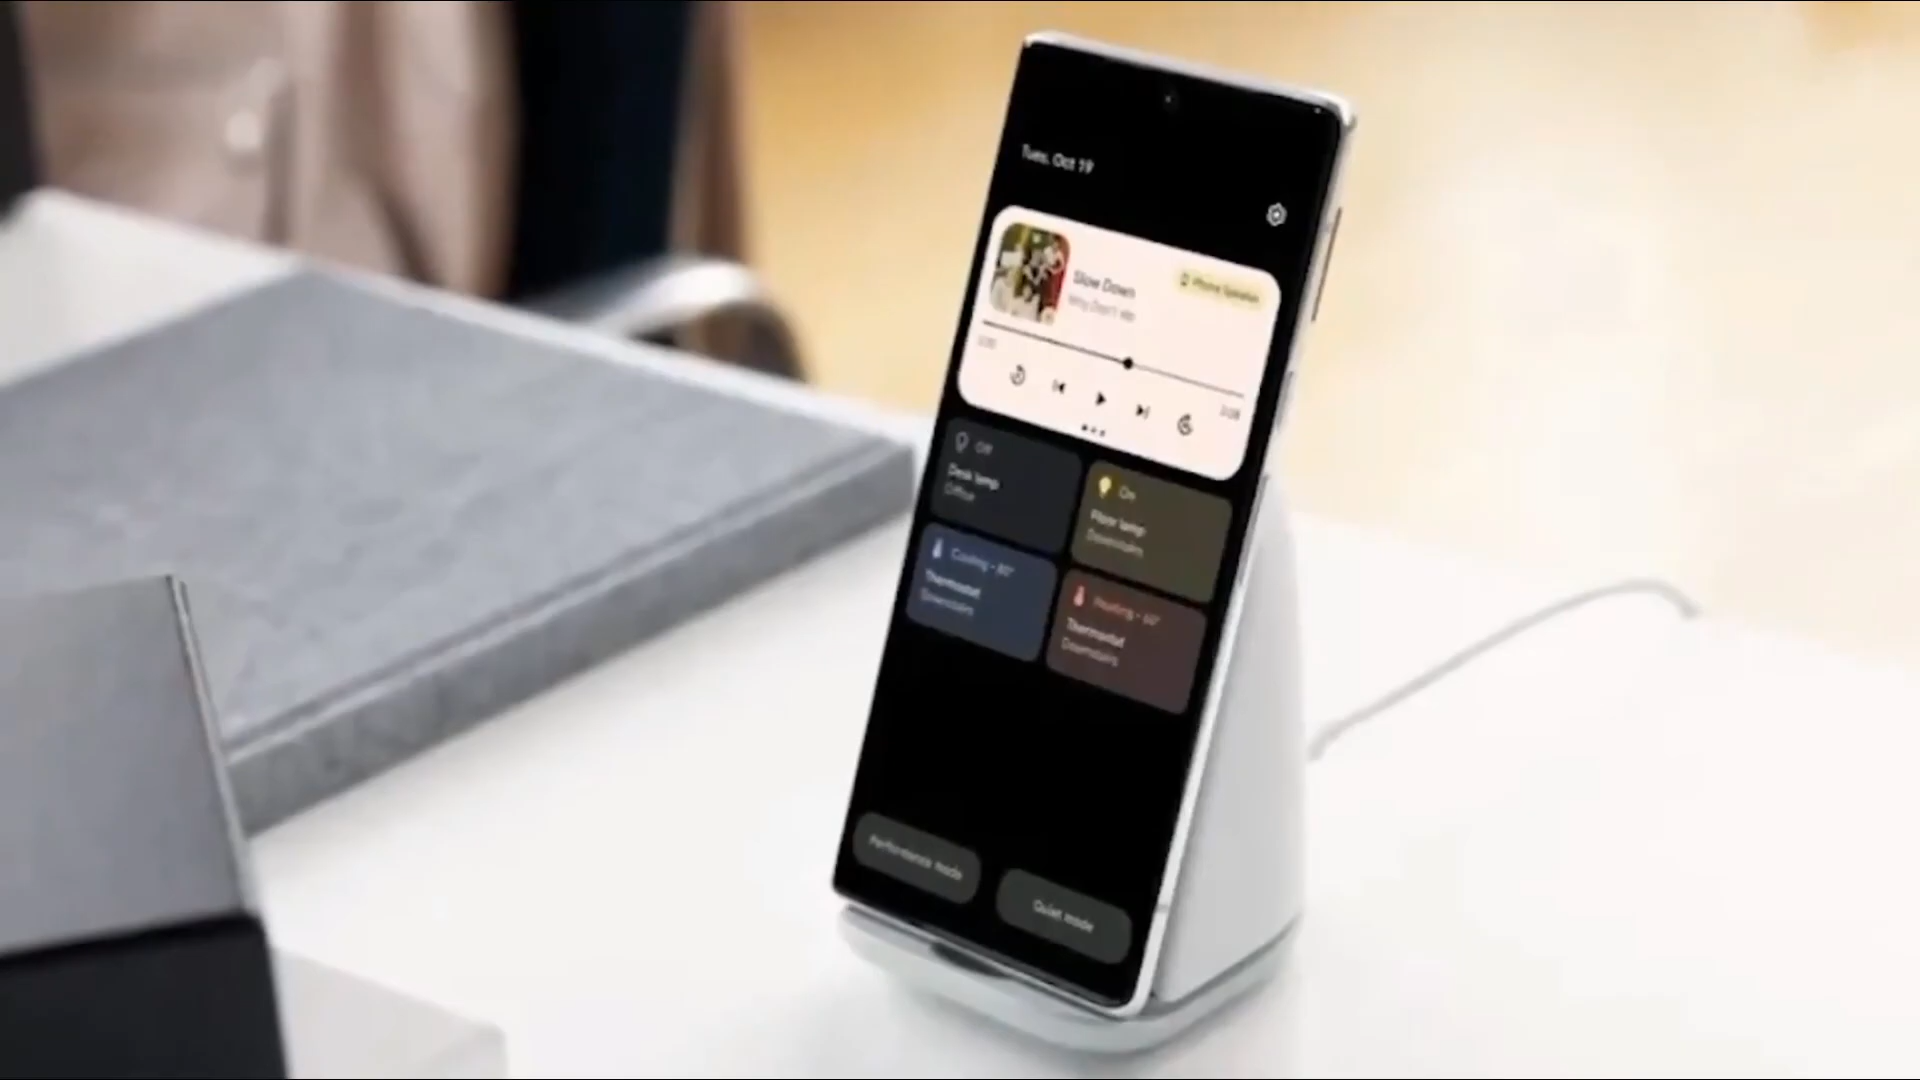 Tues, Oct 19
Slow Down
Why Don't We
Phone Speaker
Off
Desk lamp
Office
On
Floor lamp
Downstairs
Cooling • 80°
Thermostat
Downstairs
Heating • 60°
Thermostat
Downstairs
Performance mode
Quiet mode